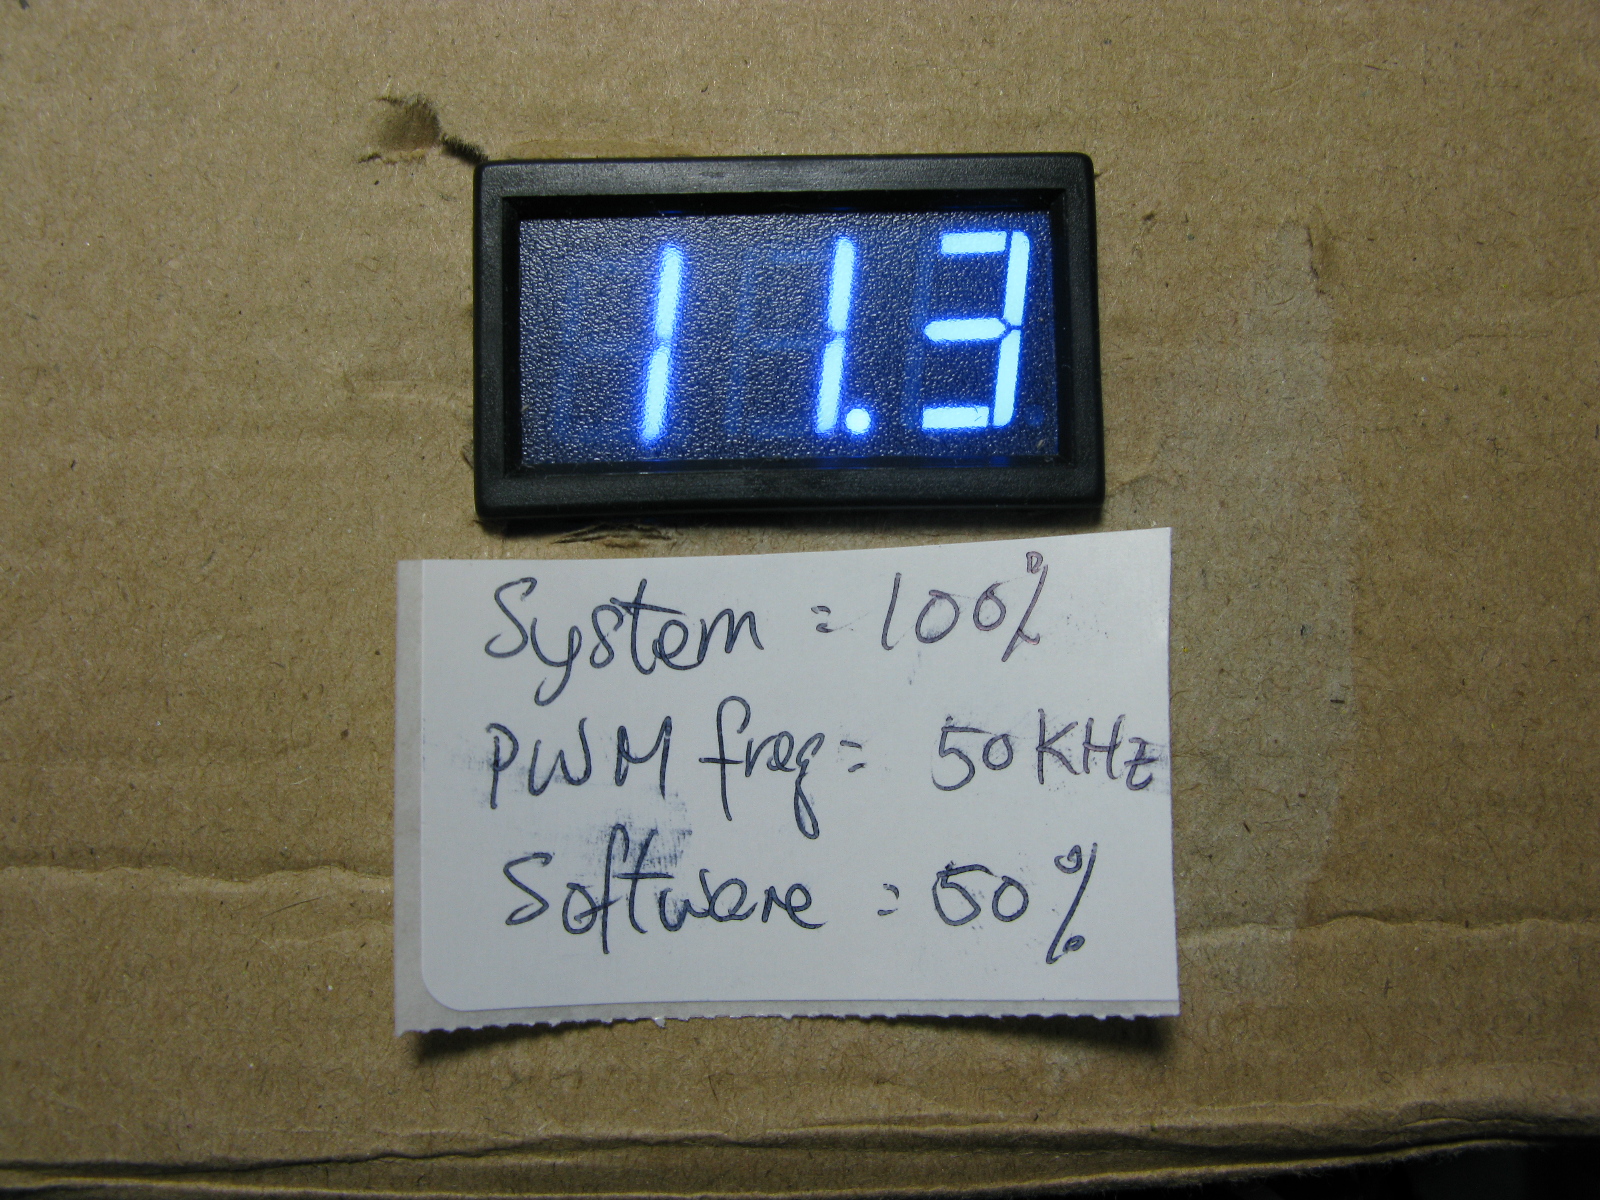 11.3
System = 100%
PWM freq = 50KHz
Software = 50%